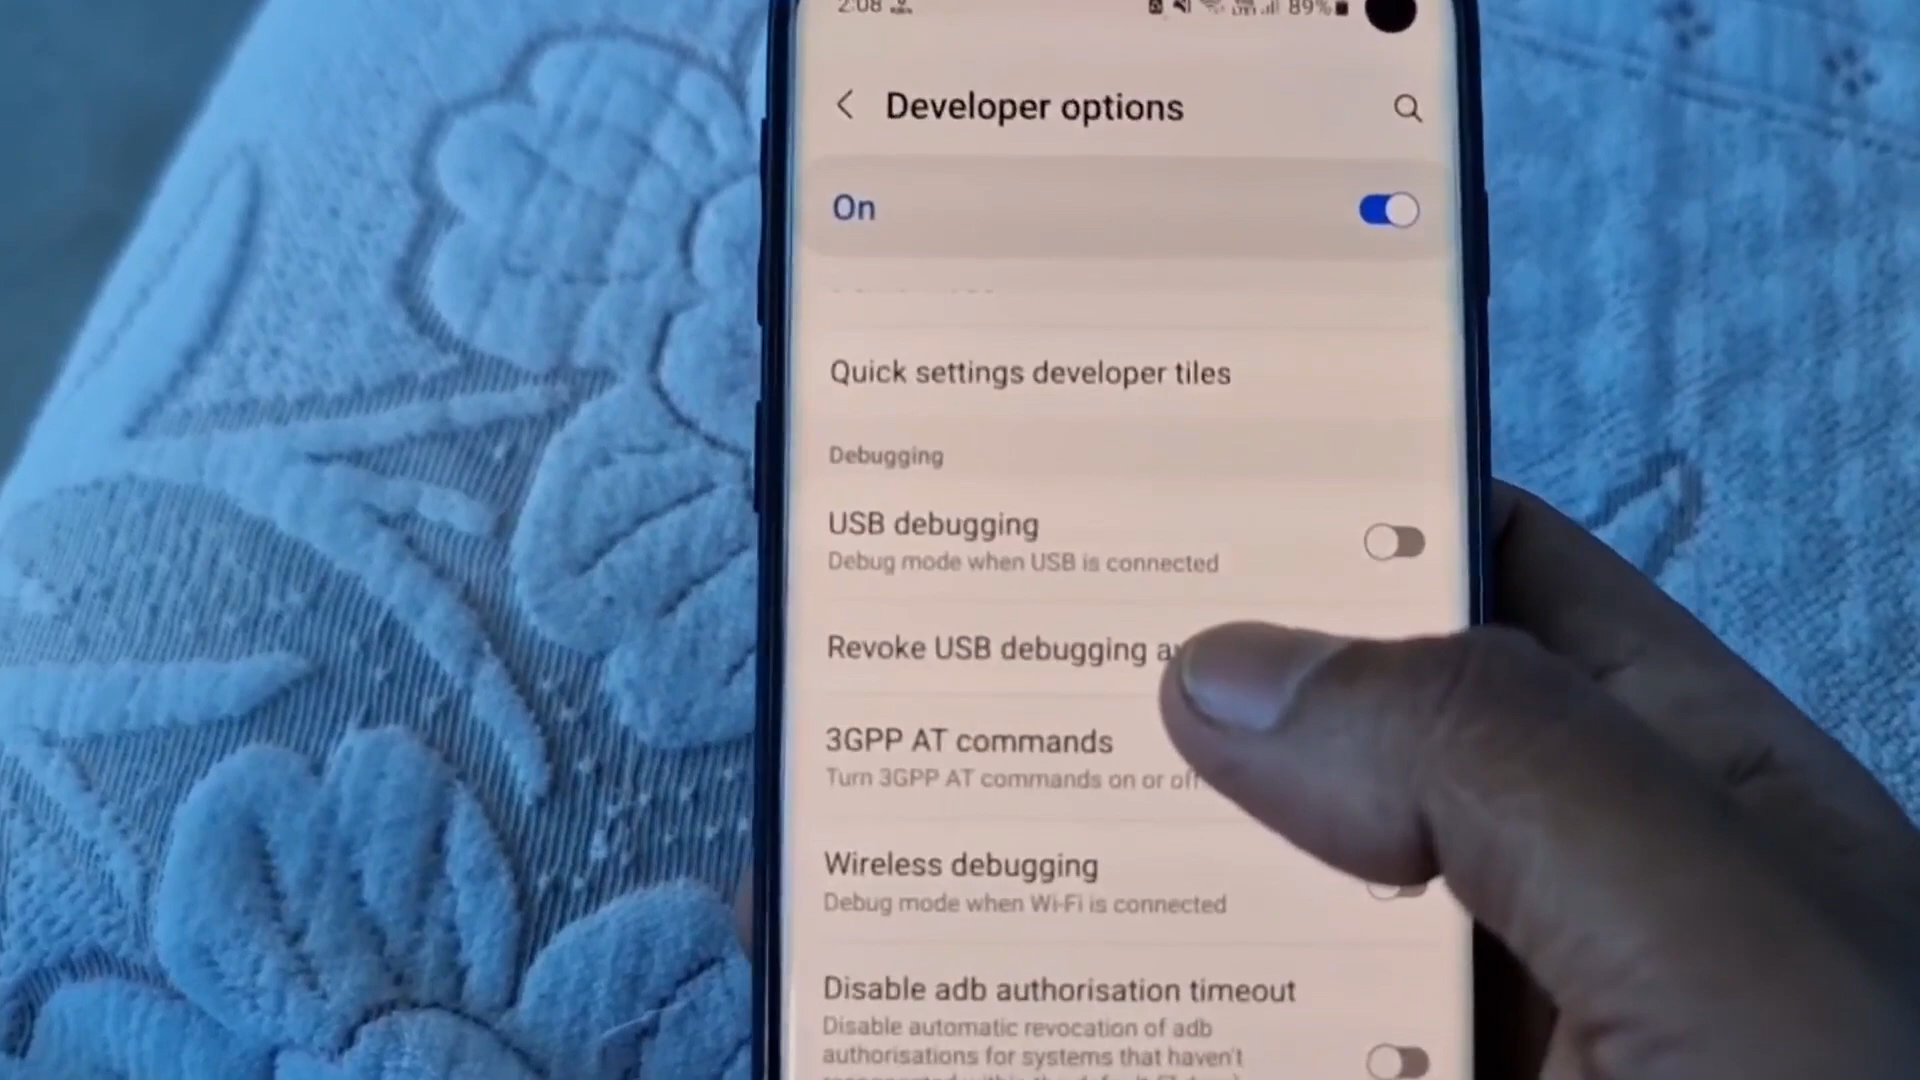 2:08
89%
Developer options
On
Quick settings developer tiles
Debugging
USB debugging
Debug mode when USB is connected
Revoke USB debugging
3GPP AT commands
Turn 3GPP AT commands on or off
Wireless debugging
Debug mode when Wi-Fi is connected
Disable adb authorisation timeout
Disable automatic revocation of adb
authorisations for systems that haven't